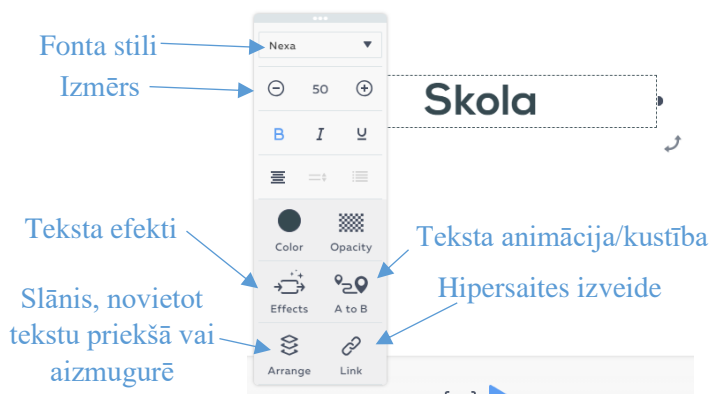 Fonta stili
Nexa
Izmērs
50
Skola
B I U
Teksta efekti
Color Opacity
Teksta animācija/kustība
Effects A to B
Hipersaites izveide
Slānis, novietot
tekstu priekšā vai
aizmugurē
Arrange Link